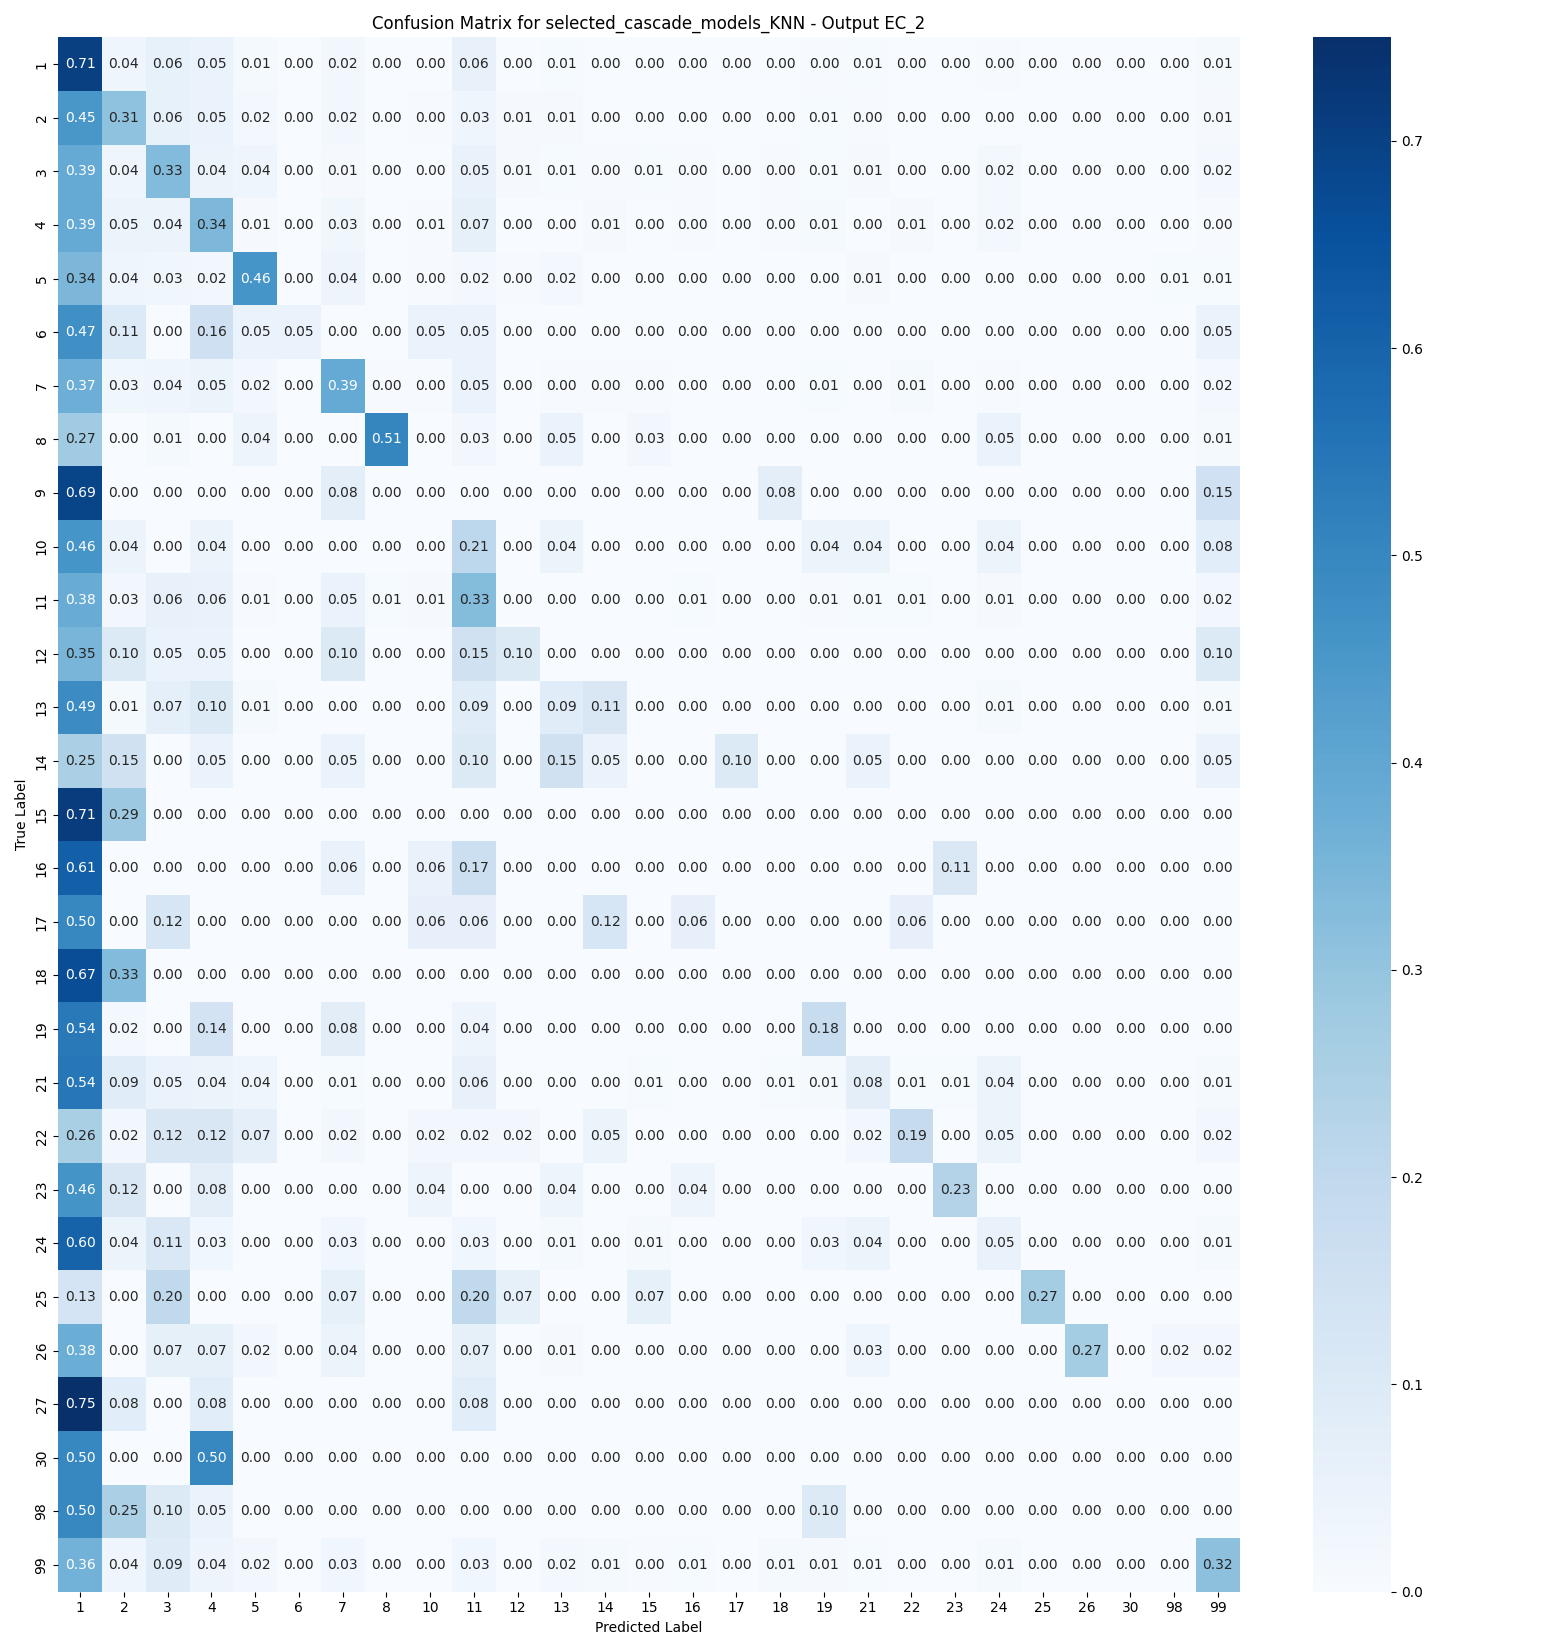 Confusion Matrix for selected_cascade_models_KNN - Output EC_2
1 0.71 0.04 0.06 0.05 0.01 0.00 0.02 0.00 0.00 0.06 0.00 0.01 0.00 0.00 0.00 0.00 0.00 0.00 0.01 0.00 0.00 0.00 0.00 0.00 0.00 0.00 0.01
2 0.45 0.31 0.06 0.05 0.02 0.00 0.02 0.00 0.00 0.03 0.01 0.01 0.00 0.00 0.00 0.00 0.00 0.01 0.00 0.00 0.00 0.00 0.00 0.00 0.00 0.00 0.01
3 0.39 0.04 0.33 0.04 0.04 0.00 0.01 0.00 0.00 0.05 0.01 0.01 0.00 0.01 0.00 0.00 0.00 0.01 0.01 0.00 0.00 0.02 0.00 0.00 0.00 0.00 0.02
4 0.39 0.05 0.04 0.34 0.01 0.00 0.03 0.00 0.01 0.07 0.00 0.00 0.01 0.00 0.00 0.00 0.00 0.01 0.00 0.01 0.00 0.02 0.00 0.00 0.00 0.00 0.00
5 0.34 0.04 0.03 0.02 0.46 0.00 0.04 0.00 0.00 0.02 0.00 0.02 0.00 0.00 0.00 0.00 0.00 0.00 0.01 0.00 0.00 0.00 0.00 0.00 0.00 0.01 0.01
6 0.47 0.11 0.00 0.16 0.05 0.05 0.00 0.00 0.05 0.05 0.00 0.00 0.00 0.00 0.00 0.00 0.00 0.00 0.00 0.00 0.00 0.00 0.00 0.00 0.00 0.00 0.05
7 0.37 0.03 0.04 0.05 0.02 0.00 0.39 0.00 0.00 0.05 0.00 0.00 0.00 0.00 0.00 0.00 0.00 0.01 0.00 0.01 0.00 0.00 0.00 0.00 0.00 0.00 0.02
8 0.27 0.00 0.01 0.00 0.04 0.00 0.00 0.51 0.00 0.03 0.00 0.05 0.00 0.03 0.00 0.00 0.00 0.00 0.00 0.00 0.00 0.05 0.00 0.00 0.00 0.00 0.01
9 0.69 0.00 0.00 0.00 0.00 0.00 0.08 0.00 0.00 0.00 0.00 0.00 0.00 0.00 0.00 0.00 0.08 0.00 0.00 0.00 0.00 0.00 0.00 0.00 0.00 0.00 0.15
10 0.46 0.04 0.00 0.04 0.00 0.00 0.00 0.00 0.00 0.21 0.00 0.04 0.00 0.00 0.00 0.00 0.00 0.04 0.04 0.00 0.00 0.04 0.00 0.00 0.00 0.00 0.08
11 0.38 0.03 0.06 0.06 0.01 0.00 0.05 0.01 0.01 0.33 0.00 0.00 0.00 0.00 0.01 0.00 0.00 0.01 0.01 0.01 0.00 0.01 0.00 0.00 0.00 0.00 0.02
12 0.35 0.10 0.05 0.05 0.00 0.00 0.10 0.00 0.00 0.15 0.10 0.00 0.00 0.00 0.00 0.00 0.00 0.00 0.00 0.00 0.00 0.00 0.00 0.00 0.00 0.00 0.10
13 0.49 0.01 0.07 0.10 0.01 0.00 0.00 0.00 0.00 0.09 0.00 0.09 0.11 0.00 0.00 0.00 0.00 0.00 0.00 0.00 0.00 0.01 0.00 0.00 0.00 0.00 0.01
14 0.25 0.15 0.00 0.05 0.00 0.00 0.05 0.00 0.00 0.10 0.00 0.15 0.05 0.00 0.00 0.10 0.00 0.00 0.05 0.00 0.00 0.00 0.00 0.00 0.00 0.00 0.05
15 0.71 0.29 0.00 0.00 0.00 0.00 0.00 0.00 0.00 0.00 0.00 0.00 0.00 0.00 0.00 0.00 0.00 0.00 0.00 0.00 0.00 0.00 0.00 0.00 0.00 0.00 0.00
16 0.61 0.00 0.00 0.00 0.00 0.00 0.06 0.00 0.06 0.17 0.00 0.00 0.00 0.00 0.00 0.00 0.00 0.00 0.00 0.00 0.11 0.00 0.00 0.00 0.00 0.00 0.00
17 0.50 0.00 0.12 0.00 0.00 0.00 0.00 0.00 0.06 0.06 0.00 0.00 0.12 0.00 0.06 0.00 0.00 0.00 0.00 0.06 0.00 0.00 0.00 0.00 0.00 0.00 0.00
18 0.67 0.33 0.00 0.00 0.00 0.00 0.00 0.00 0.00 0.00 0.00 0.00 0.00 0.00 0.00 0.00 0.00 0.00 0.00 0.00 0.00 0.00 0.00 0.00 0.00 0.00 0.00
19 0.54 0.02 0.00 0.14 0.00 0.00 0.08 0.00 0.00 0.04 0.00 0.00 0.00 0.00 0.00 0.00 0.00 0.18 0.00 0.00 0.00 0.00 0.00 0.00 0.00 0.00 0.00
21 0.54 0.09 0.05 0.04 0.04 0.00 0.01 0.00 0.00 0.06 0.00 0.00 0.00 0.01 0.00 0.00 0.01 0.01 0.08 0.01 0.01 0.04 0.00 0.00 0.00 0.00 0.01
22 0.26 0.02 0.12 0.12 0.07 0.00 0.02 0.00 0.02 0.02 0.02 0.00 0.05 0.00 0.00 0.00 0.00 0.00 0.02 0.19 0.00 0.05 0.00 0.00 0.00 0.00 0.02
23 0.46 0.12 0.00 0.08 0.00 0.00 0.00 0.00 0.04 0.00 0.00 0.04 0.00 0.00 0.04 0.00 0.00 0.00 0.00 0.00 0.23 0.00 0.00 0.00 0.00 0.00 0.00
24 0.60 0.04 0.11 0.03 0.00 0.00 0.03 0.00 0.00 0.03 0.00 0.01 0.00 0.01 0.00 0.00 0.00 0.03 0.04 0.00 0.00 0.05 0.00 0.00 0.00 0.00 0.01
25 0.13 0.00 0.20 0.00 0.00 0.00 0.07 0.00 0.00 0.20 0.07 0.00 0.00 0.07 0.00 0.00 0.00 0.00 0.00 0.00 0.00 0.00 0.27 0.00 0.00 0.00 0.00
26 0.38 0.00 0.07 0.07 0.02 0.00 0.04 0.00 0.00 0.07 0.00 0.01 0.00 0.00 0.00 0.00 0.00 0.00 0.03 0.00 0.00 0.00 0.00 0.27 0.00 0.02 0.02
27 0.75 0.08 0.00 0.08 0.00 0.00 0.00 0.00 0.00 0.08 0.00 0.00 0.00 0.00 0.00 0.00 0.00 0.00 0.00 0.00 0.00 0.00 0.00 0.00 0.00 0.00 0.00
30 0.50 0.00 0.00 0.50 0.00 0.00 0.00 0.00 0.00 0.00 0.00 0.00 0.00 0.00 0.00 0.00 0.00 0.00 0.00 0.00 0.00 0.00 0.00 0.00 0.00 0.00 0.00
98 0.50 0.25 0.10 0.05 0.00 0.00 0.00 0.00 0.00 0.00 0.00 0.00 0.00 0.00 0.00 0.00 0.00 0.10 0.00 0.00 0.00 0.00 0.00 0.00 0.00 0.00 0.00
99 0.36 0.04 0.09 0.04 0.02 0.00 0.03 0.00 0.00 0.03 0.00 0.02 0.01 0.00 0.01 0.00 0.01 0.01 0.01 0.00 0.00 0.01 0.00 0.00 0.00 0.00 0.32
1 2 3 4 5 6 7 8 10 11 12 13 14 15 16 17 18 19 21 22 23 24 25 26 30 98 99
Predicted Label
True Label
0.7
0.6
0.5
0.4
0.3
0.2
0.1
0.0